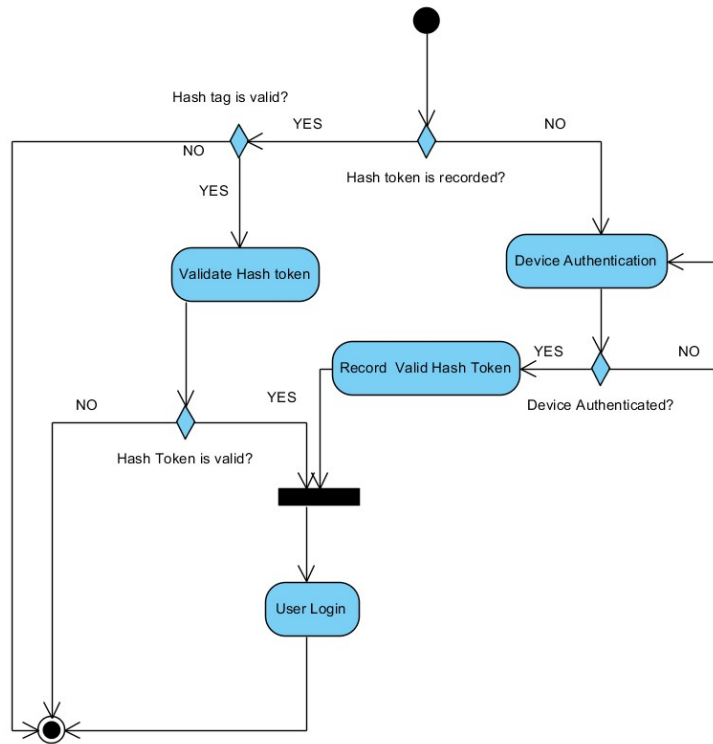 Hash tag is valid?
YES
NO
NO
Hash token is recorded?
YES
Validate Hash token
Device Authentication
Record  Valid Hash Token
YES
NO
Device Authenticated?
NO
YES
Hash Token is valid?
User Login